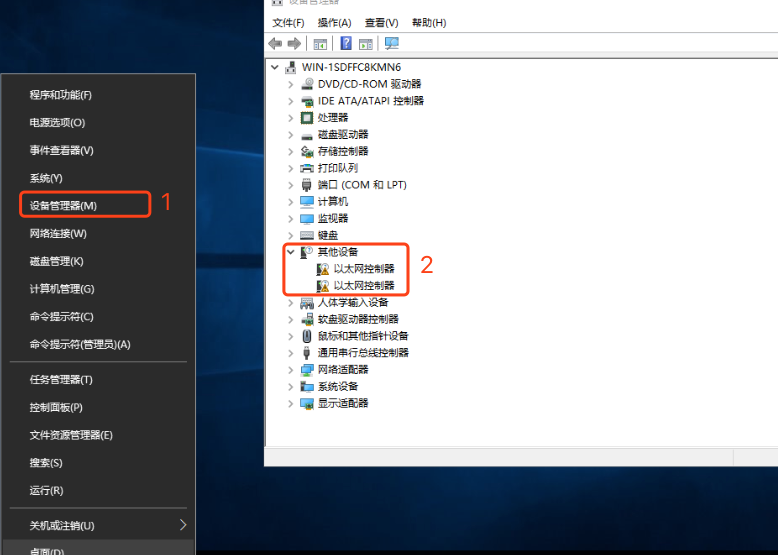 设备管理器
文件(F) 操作(A) 查看(V) 帮助(H)
WIN-1SDFFC8KMN6
DVD/CD-ROM 驱动器
IDE ATA/ATAPI 控制器
处理器
磁盘驱动器
存储控制器
打印队列
端口 (COM 和 LPT)
计算机
监视器
键盘
其他设备
以太网控制器
以太网控制器
2
人体学输入设备
软盘驱动器控制器
鼠标和其他指针设备
通用串行总线控制器
网络适配器
系统设备
显示适配器
程序和功能(F)
电源选项(O)
事件查看器(V)
系统(Y)
设备管理器(M)
1
网络连接(W)
磁盘管理(K)
计算机管理(G)
命令提示符(C)
命令提示符(管理员)(A)
任务管理器(T)
控制面板(P)
文件资源管理器(E)
搜索(S)
运行(R)
关机或注销(U)
桌面(D)